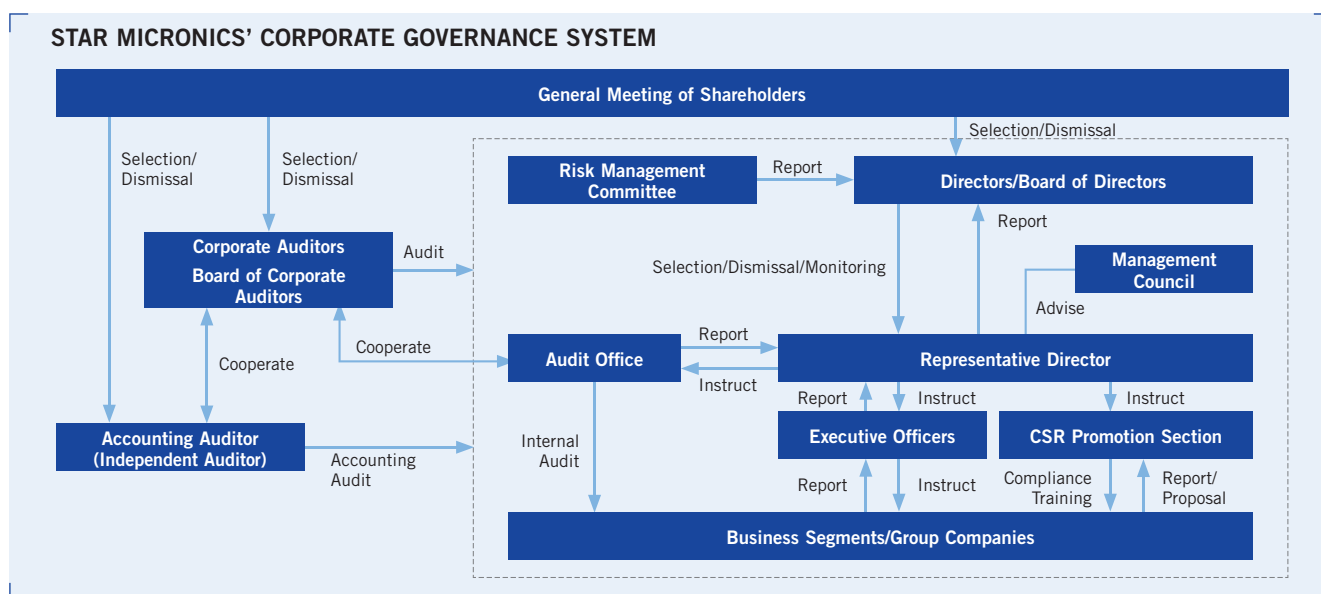 STAR MICRONICS’ CORPORATE GOVERNANCE SYSTEM
General Meeting of Shareholders
Selection/
Dismissal
Selection/
Dismissal
Selection/Dismissal
Risk Management
Committee
Report
Directors/Board of Directors
Corporate Auditors
Board of Corporate
Auditors
Audit
Selection/Dismissal/Monitoring
Report
Management
Council
Advise
Cooperate
Cooperate
Audit Office
Report
Instruct
Representative Director
Report
Instruct
Instruct
Accounting Auditor
(Independent Auditor)
Accounting
Audit
Internal
Audit
Executive Officers
CSR Promotion Section
Report
Instruct
Compliance
Training
Report/
Proposal
Business Segments/Group Companies